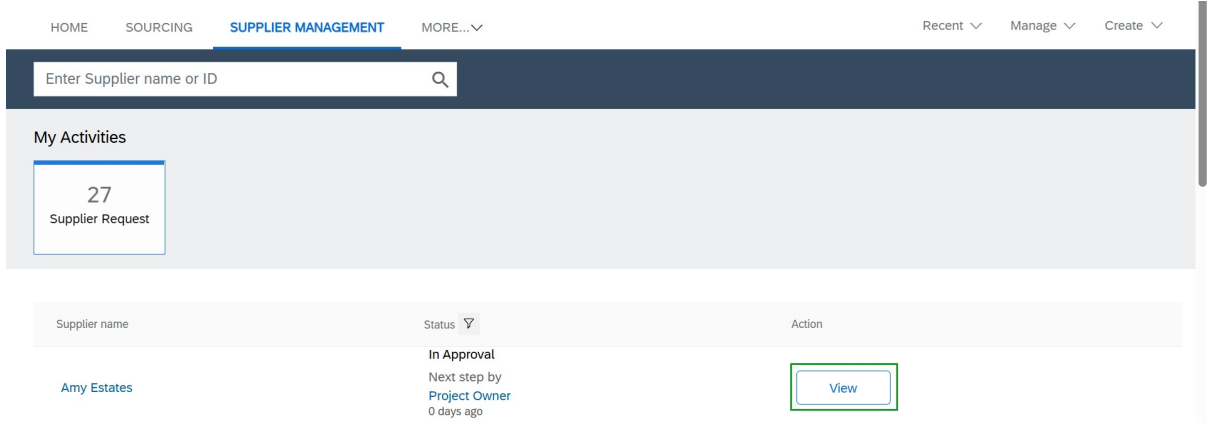 HOME SOURCING SUPPLIER MANAGEMENT MORE... Recent Manage Create
Enter Supplier name or ID
My Activities
27
Supplier Request
Supplier name Status Action
In Approval
Next step by
Amy Estates Project Owner View
0 days ago